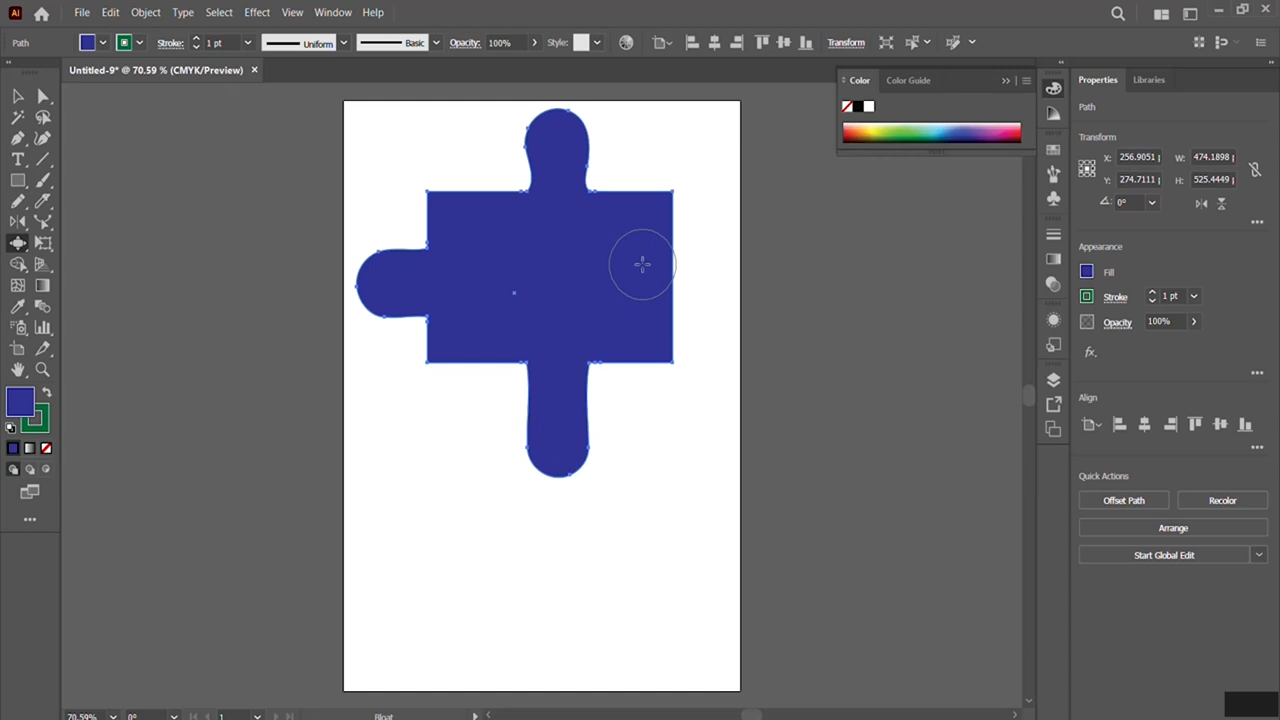 Ai File Edit Object Type Select Effect View Window Help
Path Stroke: 1 pt Uniform Basic Opacity: 100% Style: Transform
Untitled-9* @ 70.59 % (CMYK/Preview)
Color Color Guide
Properties Libraries
Path
Transform
X: 256.9051 W: 474.1898
Y: 274.7111 H: 525.4449
0°
Appearance
Fill
Stroke 1 pt
Opacity 100%
fx.
Align
Quick Actions
Offset Path Recolor
Arrange
Start Global Edit
70.59% 0° 1 Bloat